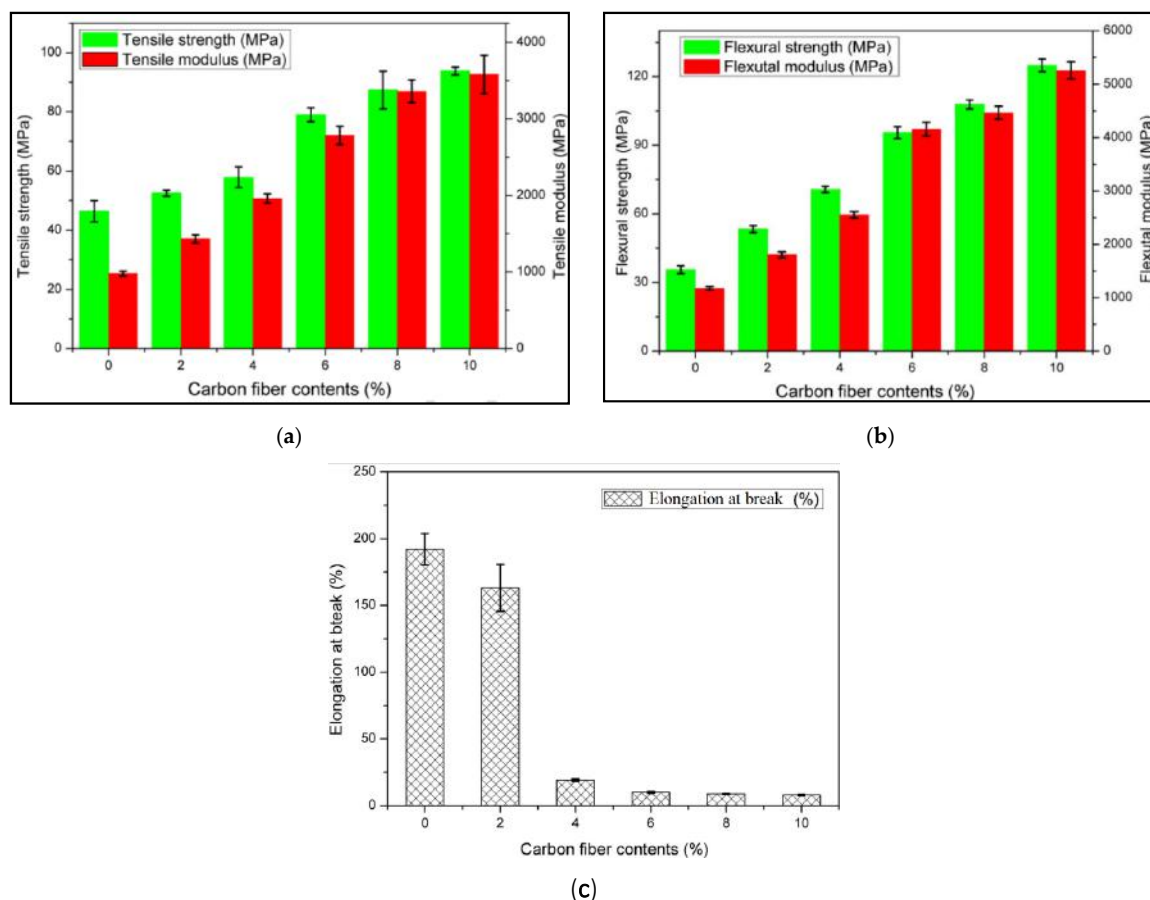 Tensile strength (MPa)
Tensile modulus (MPa)
100
80
60
40
20
0
4000
3000
2000
1000
0
Tensile strength (MPa)
Tensile modulus (MPa)
0 2 4 6 8 10
Carbon fiber contents (%)
(a)
Flexural strength (MPa)
Flexutal modulus (MPa)
120
90
60
30
0
6000
5000
4000
3000
2000
1000
0
Flexural strength (MPa)
Flexutal modulus (MPa)
0 2 4 6 8 10
Carbon fiber contents (%)
(b)
Elongation at break (%)
250
200
150
100
50
0
Elongation at bteak (%)
0 2 4 6 8 10
Carbon fiber contents (%)
(c)